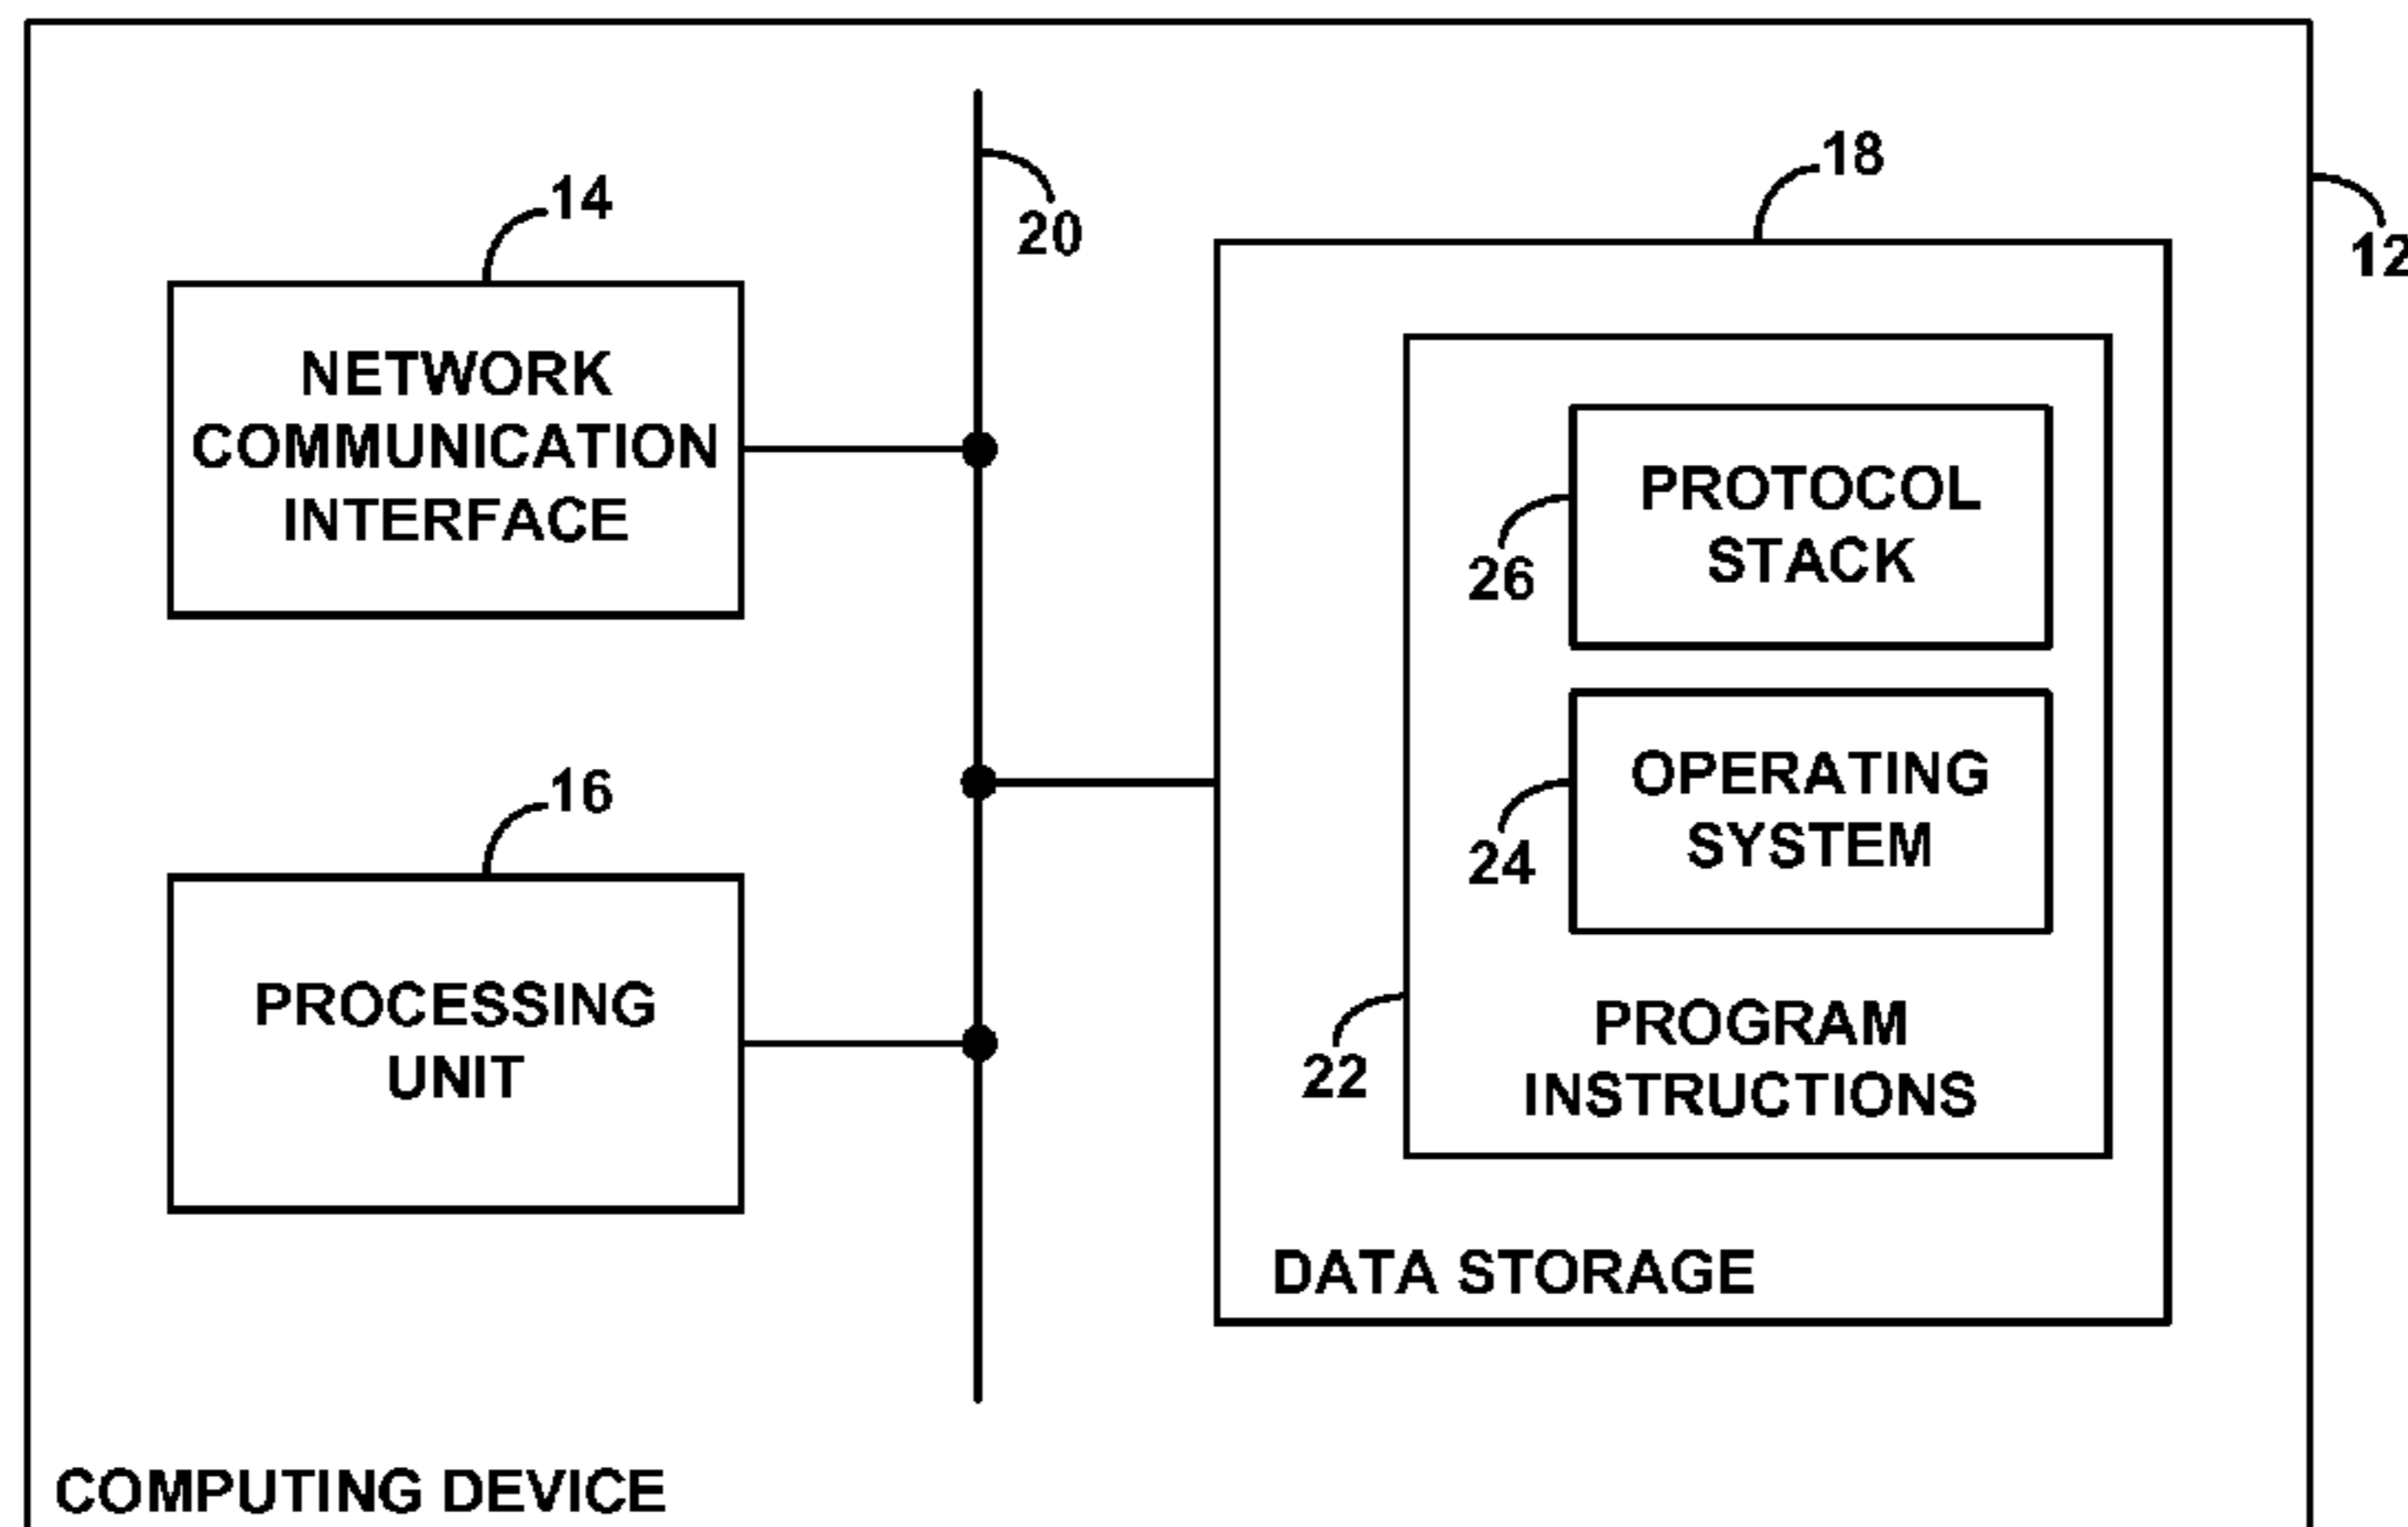 18
14
20
12
NETWORK
COMMUNICATION
INTERFACE
PROTOCOL
STACK
26
16
OPERATING
SYSTEM
24
PROCESSING
UNIT
PROGRAM
INSTRUCTIONS
22
DATA STORAGE
COMPUTING DEVICE